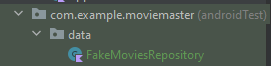 com.example.moviemaster (androidTest)
data
FakeMoviesRepository